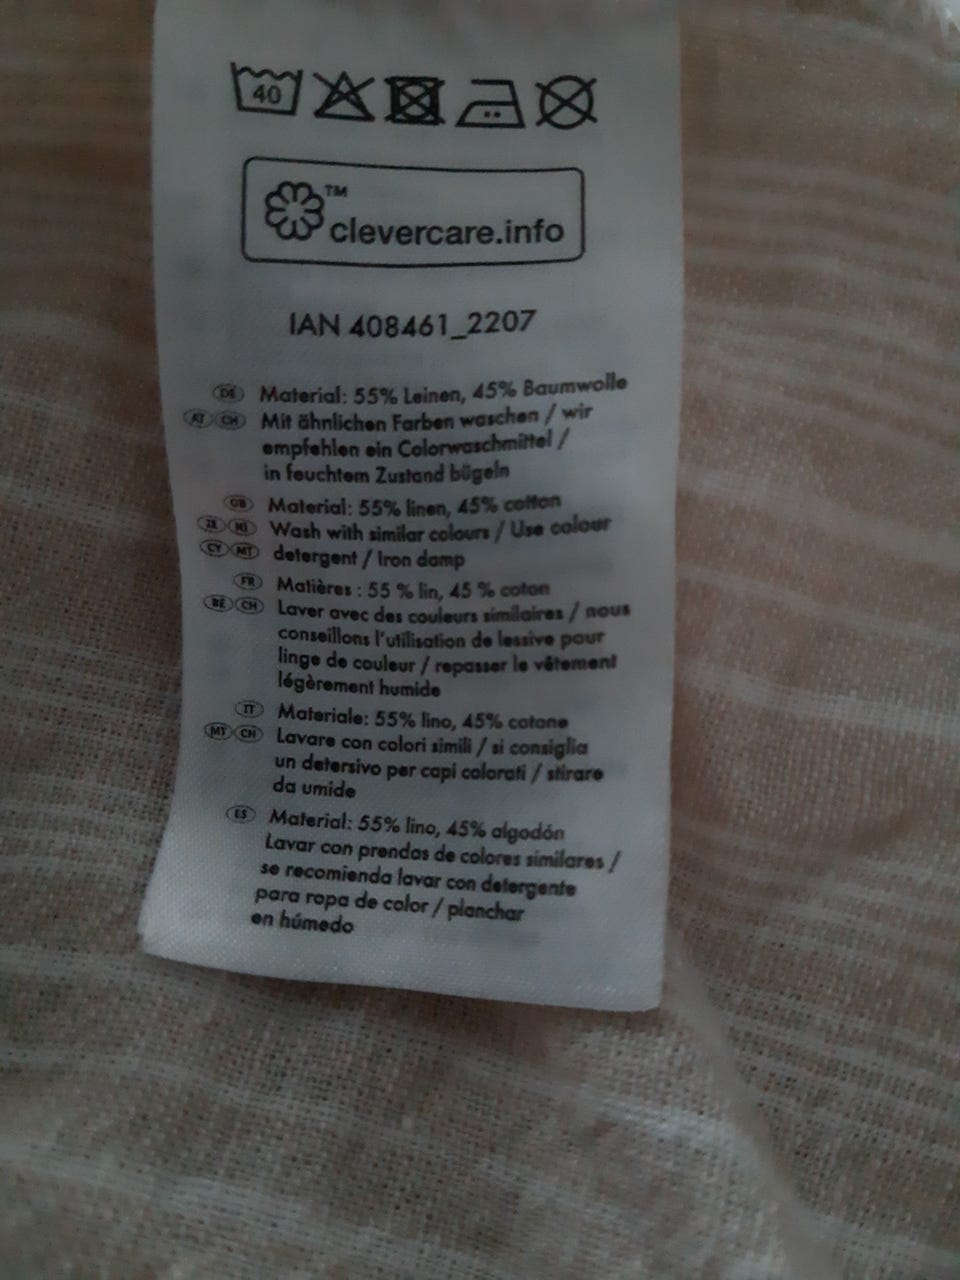 40
™
clevercare.info
IAN 408461_2207
DE Material: 55% Leinen, 45% Baumwolle
AT CH Mit ähnlichen Farben waschen / wir
empfehlen ein Colorwaschmittel /
in feuchtem Zustand bügeln
GB Material: 55% linen, 45% cotton
IE NI Wash with similar colours / Use colour
CY MT detergent / Iron damp
FR Matières : 55 % lin, 45 % coton
BE CH Laver avec des couleurs similaires / nous
conseillons l'utilisation de lessive pour
linge de couleur / repasser le vêtement
légèrement humide
IT Materiale: 55% lino, 45% cotone
MT CH Lavare con colori simili / si consiglia
un detersivo per capi colorati / stirare
da umide
ES Material: 55% lino, 45% algodón
Lavar con prendas de colores similares /
se recomienda lavar con detergente
para ropa de color / planchar
en húmedo